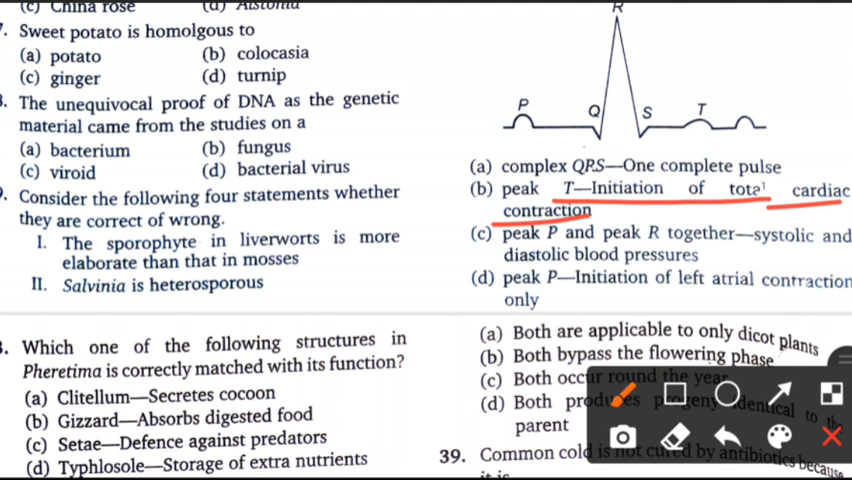 (c) China rose (d) Alstonia
7. Sweet potato is homolgous to
(a) potato (b) colocasia
(c) ginger (d) turnip
8. The unequivocal proof of DNA as the genetic
material came from the studies on a
(a) bacterium (b) fungus
(c) viroid (d) bacterial virus
9. Consider the following four statements whether
they are correct of wrong.
I. The sporophyte in liverworts is more
elaborate than that in mosses
II. Salvinia is heterosporous
3. Which one of the following structures in
Pheretima is correctly matched with its function?
(a) Clitellum—Secretes cocoon
(b) Gizzard—Absorbs digested food
(c) Setae—Defence against predators
(d) Typhlosole—Storage of extra nutrients
R
P Q S T
(a) complex QRS—One complete pulse
(b) peak T—Initiation of total cardiac
contraction
(c) peak P and peak R together—systolic and
diastolic blood pressures
(d) peak P—Initiation of left atrial contraction
only
(a) Both are applicable to only dicot plants
(b) Both bypass the flowering phase
(c) Both occur round the year
(d) Both produces progeny identical to the
parent
39. Common cold is not cured by antibiotics because
it is